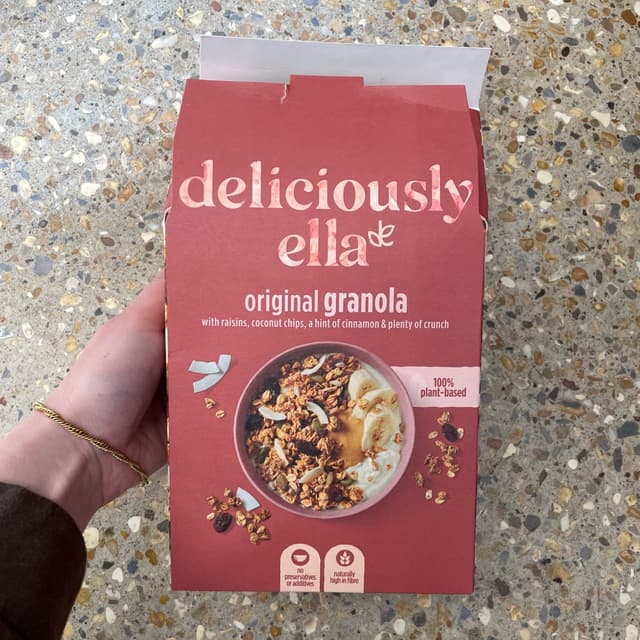 deliciously
ella
original granola
with raisins, coconut chips, a hint of cinnamon & plenty of crunch
100%
plant-based
no
preservatives
or additives
naturally
high in fibre